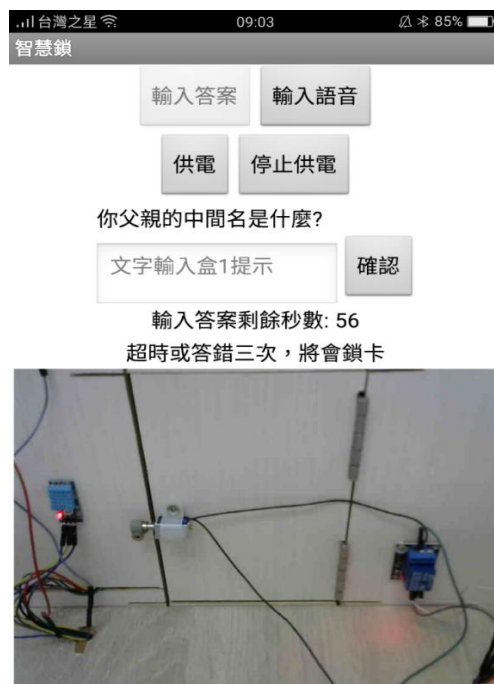 台灣之星 09:03 85%
智慧鎖
輸入答案 輸入語音
供電 停止供電
你父親的中間名是什麼?
文字輸入盒1提示 確認
輸入答案剩餘秒數: 56
超時或答錯三次，將會鎖卡